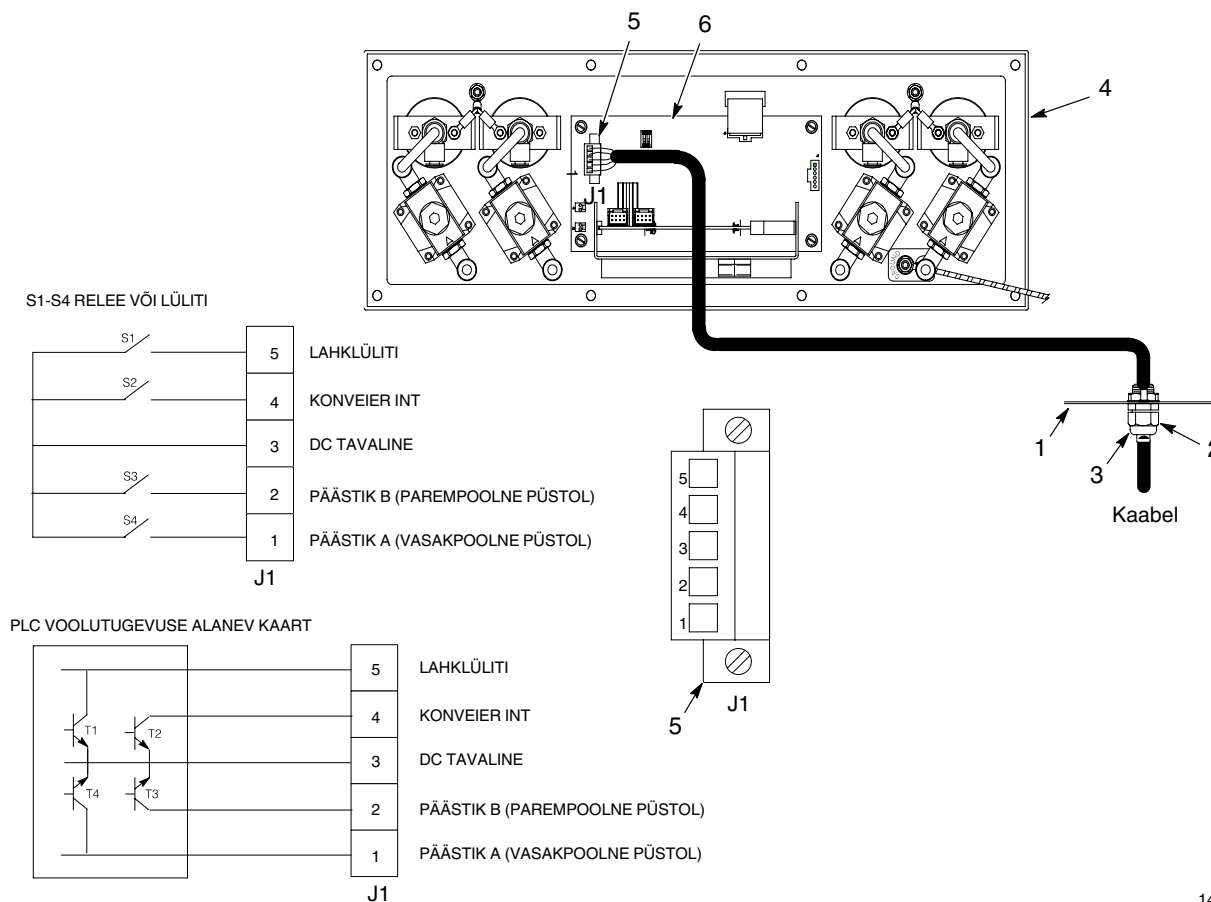 5
6
4
J1
GROUND
S1-S4 RELEE VÕI LÜLITI
S1
5 LAHKLÜLITI
S2
4 KONVEIER INT
3 DC TAVALINE
S3
2 PÄÄSTIK B (PAREMPOOLNE PÜSTOL)
S4
1 PÄÄSTIK A (VASAKPOOLNE PÜSTOL)
J1
1
3
2
Kaabel
5
4
3
2
1
5
J1
PLC VOOLUTUGEVUSE ALANEV KAART
5 LAHKLÜLITI
T1 T2
4 KONVEIER INT
3 DC TAVALINE
T4 T3
2 PÄÄSTIK B (PAREMPOOLNE PÜSTOL)
1 PÄÄSTIK A (VASAKPOOLNE PÜSTOL)
J1
14